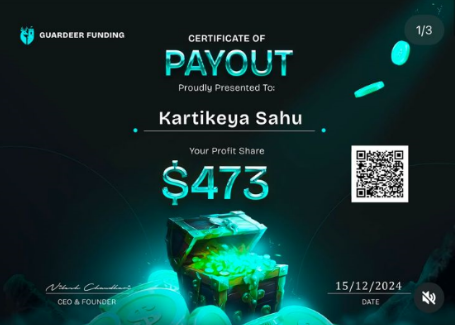 GUARDEER FUNDING
1/3
CERTIFICATE OF
PAYOUT
Proudly Presented To:
Kartikeya Sahu
Your Profit Share
$473
15/12/2024
CEO & FOUNDER
DATE